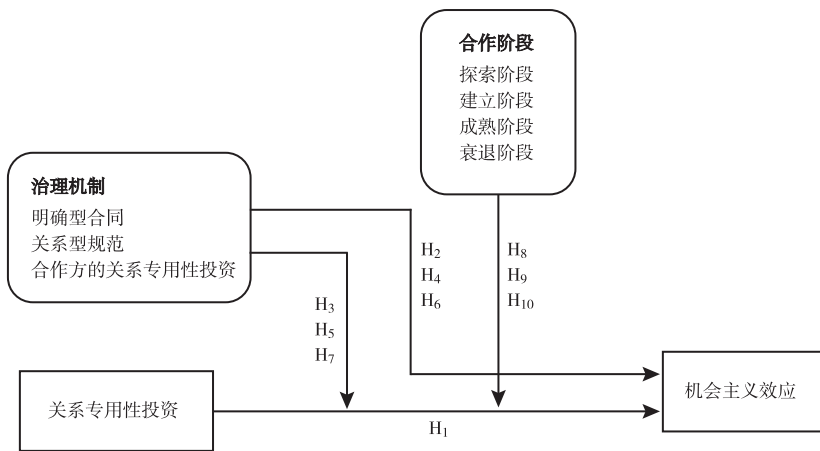 合作阶段
探索阶段
建立阶段
成熟阶段
衰退阶段
治理机制
明确型合同
关系型规范
合作方的关系专用性投资
H₂
H₄
H₆
H₈
H₉
H₁₀
H₃
H₅
H₇
关系专用性投资
机会主义效应
H₁